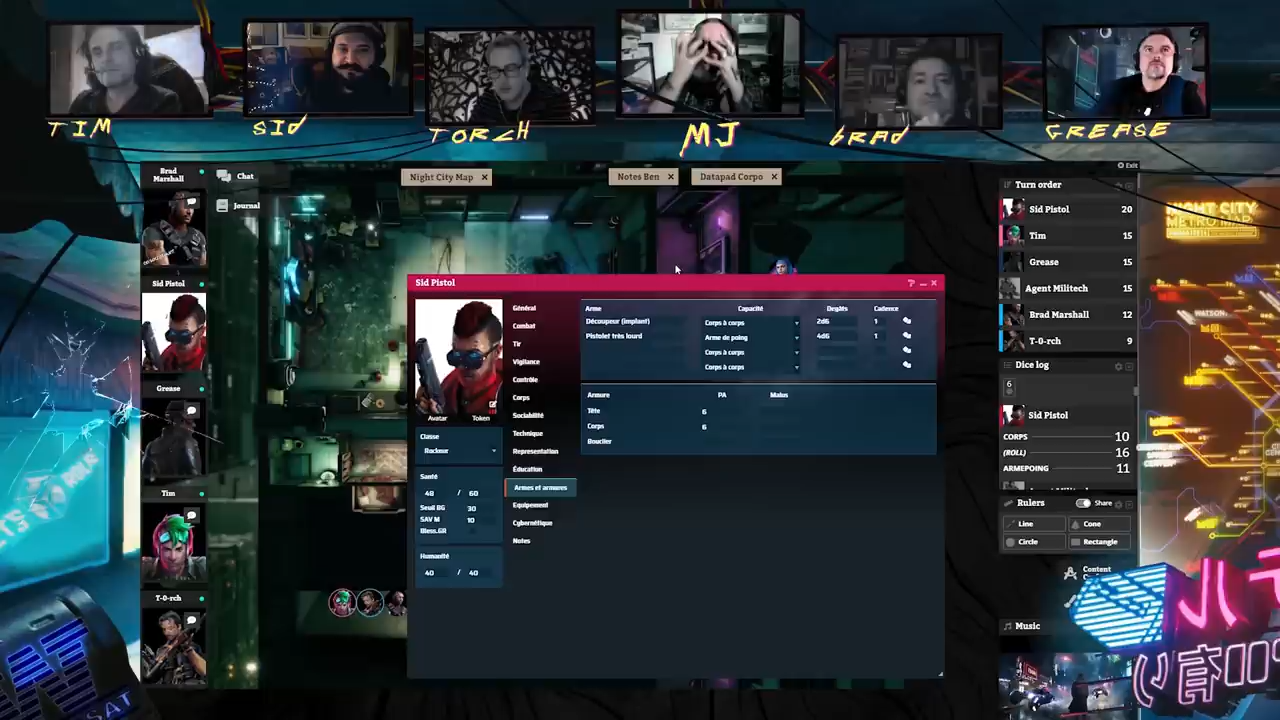 TIM
SId
TORCH
MJ
bRAd
GREASE
Brad Marshall
Chat
Journal
Sid Pistol
Grease
Tim
T-0-rch
Night City Map
Notes Ben
Datapad Corpo
Exit
Sid Pistol
Avatar
Token
Classe
Rockeur
Santé
48 / 60
Seuil BG 30
SAV M 10
Bless.GR
Humanité
40 / 40
Général
Combat
Tir
Vigilance
Contrôle
Corps
Sociabilité
Technique
Representation
Éducation
Armes et armures
Equipement
Cybernétique
Notes
Arme Capacité Degâts Cadence
Découpeur (implant) Corps à corps 2d6 1
Pistolet très lourd Arme de poing 4d6 1
Corps à corps
Corps à corps
Armure PA Malus
Tête 6
Corps 6
Bouclier
Turn order
Sid Pistol 20
Tim 15
Grease 15
Agent Militech 15
Brad Marshall 12
T-0-rch 9
Dice log
6
Sid Pistol
CORPS 10
(ROLL) 16
ARMEPOING 11
Rulers
Share
Line
Cone
Circle
Rectangle
Content
Music
NIGHT CITY
METRO MAP
WATSON
SAT